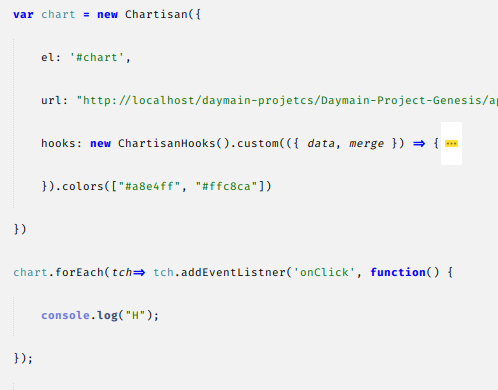 var chart = new Chartisan({
el: '#chart',
url: "http://localhost/daymain-projetcs/Daymain-Project-Genesis/ap
hooks: new ChartisanHooks().custom(({ data, merge }) => {
}).colors(["#a8e4ff", "#ffc8ca"])
})
chart.forEach(tch=> tch.addEventListner('onClick', function() {
console.log("H");
});